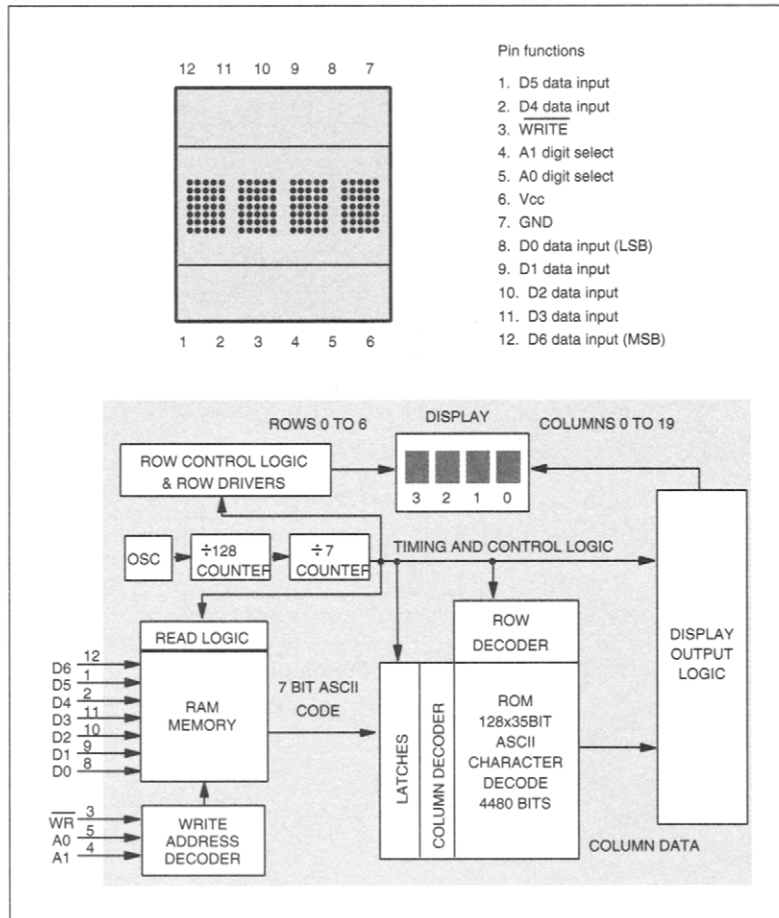 12 11 10 9 8 7
1 2 3 4 5 6
Pin functions
1. D5 data input
2. D4 data input
3. WRITE
4. A1 digit select
5. A0 digit select
6. Vcc
7. GND
8. D0 data input (LSB)
9. D1 data input
10. D2 data input
11. D3 data input
12. D6 data input (MSB)
ROWS 0 TO 6
DISPLAY
COLUMNS 0 TO 19
ROW CONTROL LOGIC
& ROW DRIVERS
3 2 1 0
OSC
÷128
COUNTER
÷7
COUNTER
TIMING AND CONTROL LOGIC
READ LOGIC
RAM
MEMORY
D6 12
D5 1
D4 2
D3 11
D2 10
D1 9
D0 8
WR 3
A0 5
A1 4
WRITE
ADDRESS
DECODER
7 BIT ASCII
CODE
LATCHES
COLUMN DECODER
ROW
DECODER
ROM
128x35BIT
ASCII
CHARACTER
DECODE
4480 BITS
DISPLAY
OUTPUT
LOGIC
COLUMN DATA